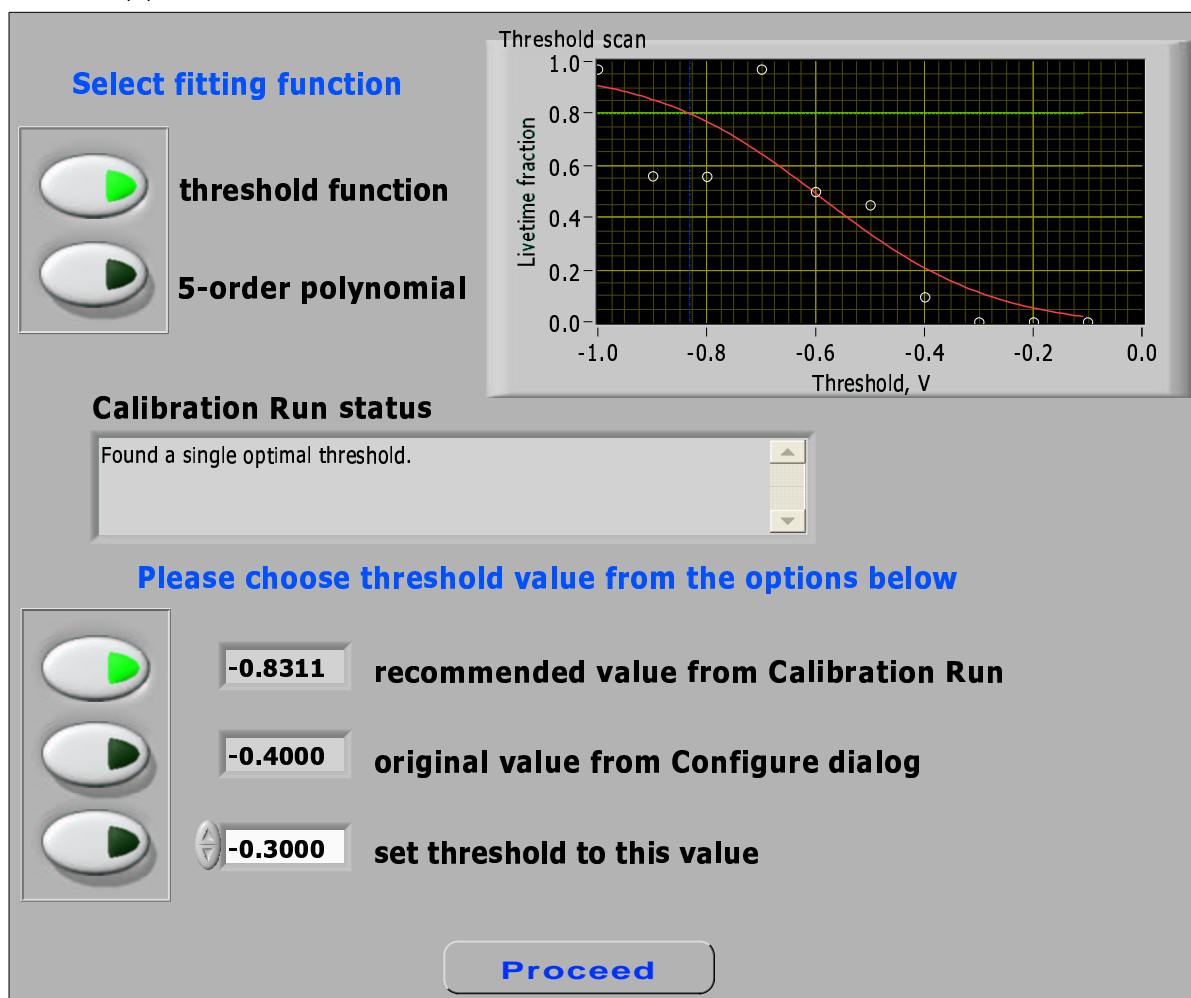 Threshold scan
Select fitting function
threshold function
5-order polynomial
Livetime fraction
1.0
0.8
0.6
0.4
0.2
0.0
-1.0 -0.8 -0.6 -0.4 -0.2 0.0
Threshold, V
Calibration Run status
Found a single optimal threshold.
Please choose threshold value from the options below
-0.8311 recommended value from Calibration Run
-0.4000 original value from Configure dialog
-0.3000 set threshold to this value
Proceed